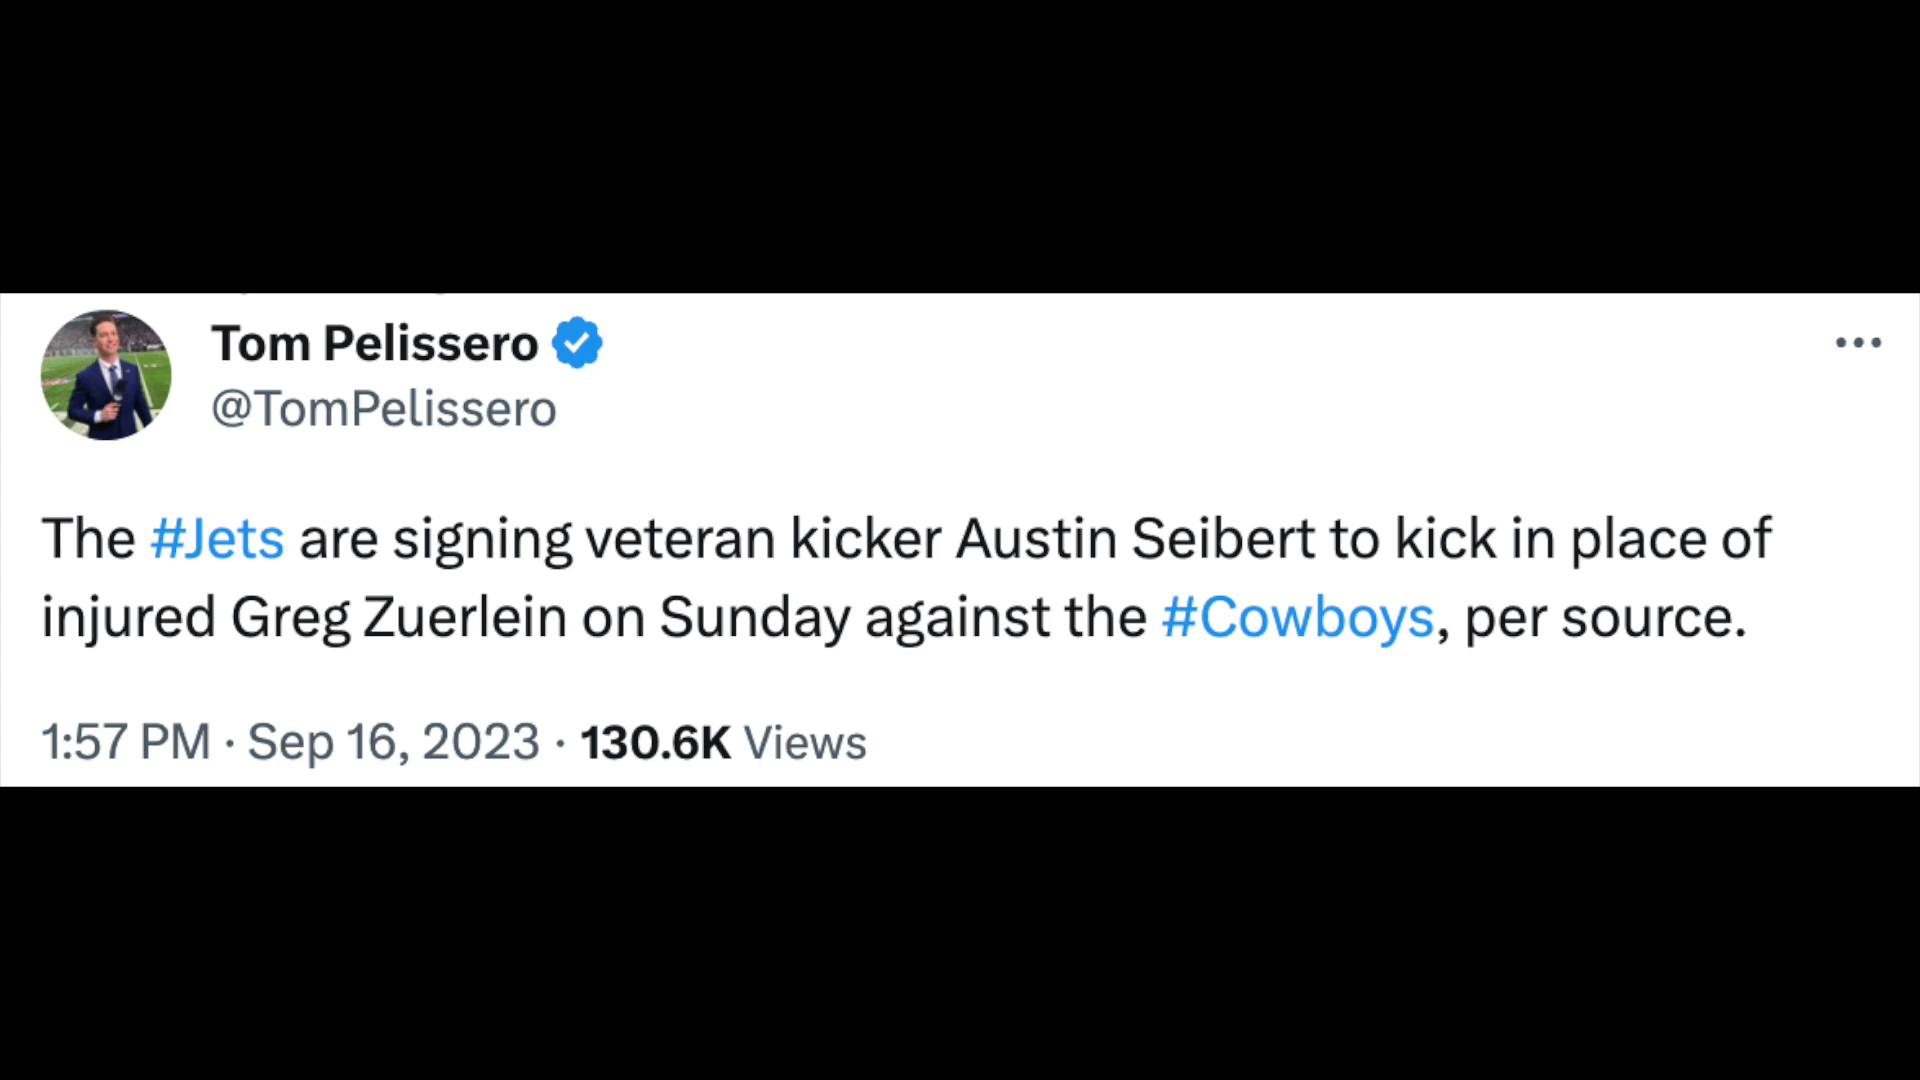 Tom Pelissero
@TomPelissero
The #Jets are signing veteran kicker Austin Seibert to kick in place of
injured Greg Zuerlein on Sunday against the #Cowboys, per source.
1:57 PM · Sep 16, 2023 · 130.6K Views